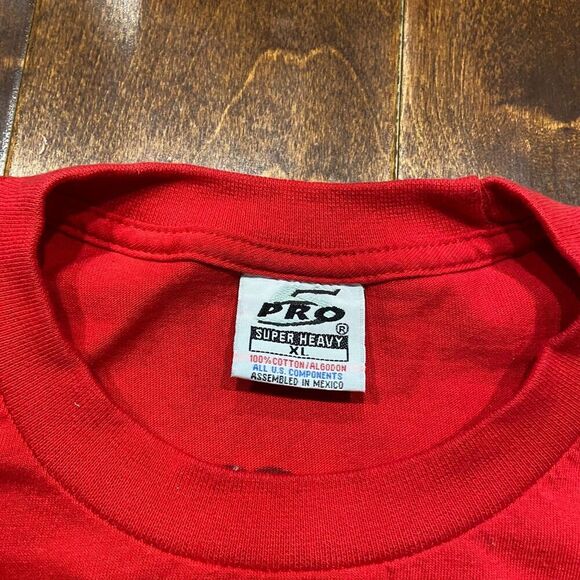 PRO®
SUPER HEAVY
XL
100% COTTON/ALGODON
ALL U.S. COMPONENTS
ASSEMBLED IN MEXICO